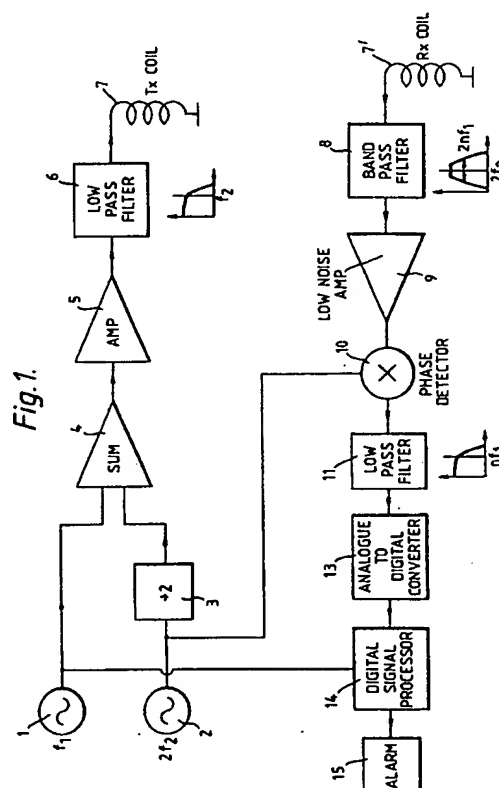 Fig.1.
1
f1
2f2
2
÷2
3
4
SUM
5
AMP
6
LOW
PASS
FILTER
f2
7
Tx COIL
7'
Rx COIL
8
BAND
PASS
FILTER
2nf1
2f2
LOW NOISE
AMP
9
10
PHASE
DETECTOR
11
LOW PASS
FILTER
nf1
13
ANALOGUE
TO
DIGITAL
CONVERTER
14
DIGITAL
SIGNAL
PROCESSOR
15
ALARM